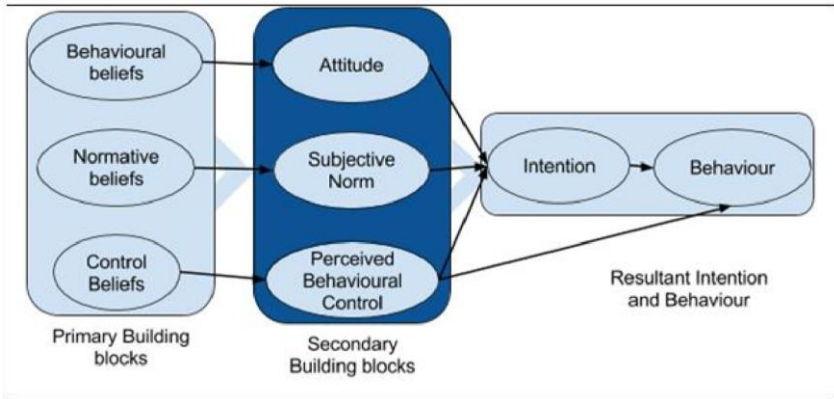 Behavioural
beliefs
Attitude
Normative
beliefs
Subjective
Norm
Intention
Behaviour
Control
Beliefs
Perceived
Behavioural
Control
Resultant Intention
and Behaviour
Primary Building
blocks
Secondary
Building blocks